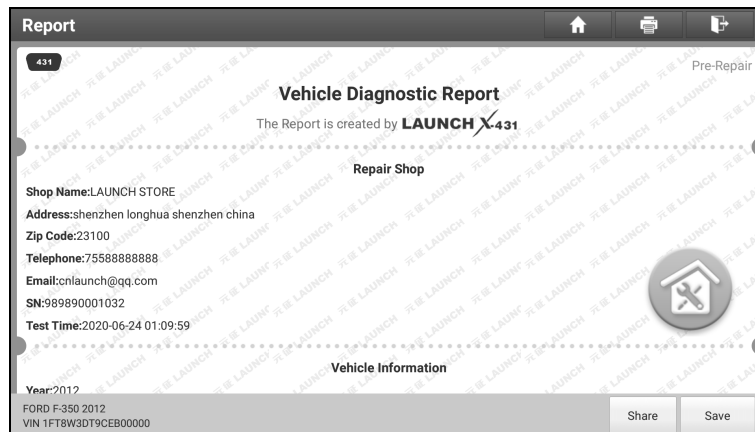 Report
431
Pre-Repair
Vehicle Diagnostic Report
The Report is created by LAUNCH X-431
Repair Shop
Shop Name:LAUNCH STORE
Address:shenzhen longhua shenzhen china
Zip Code:23100
Telephone:75588888888
Email:cnlaunch@qq.com
SN:989890001032
Test Time:2020-06-24 01:09:59
Vehicle Information
Year:2012
FORD F-350 2012
VIN 1FT8W3DT9CEB00000
Share
Save